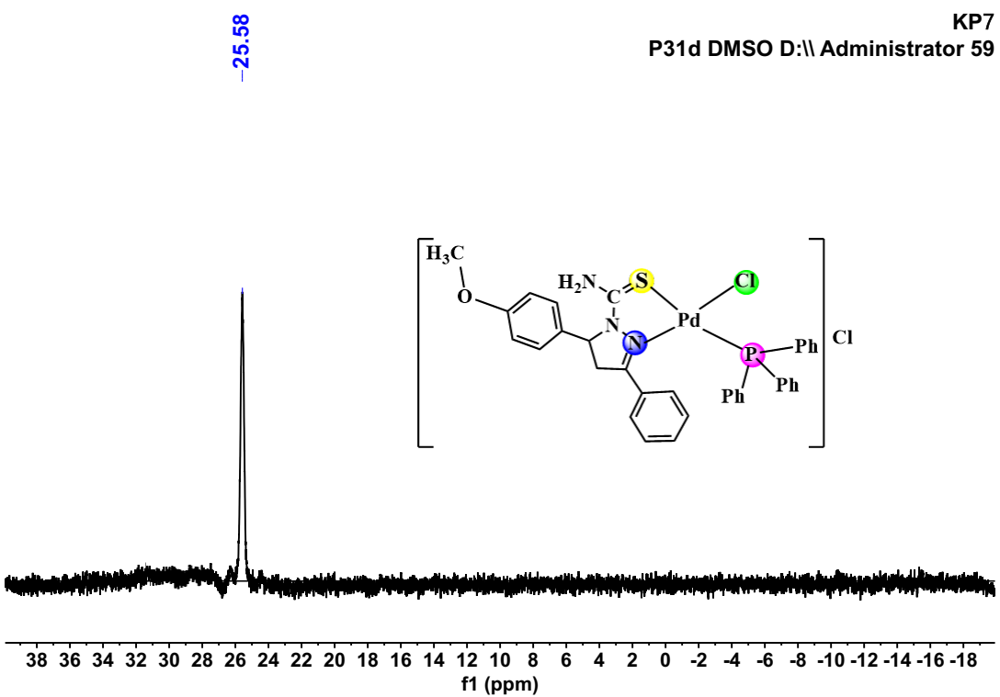 KP7
P31d DMSO D:\\ Administrator 59
–25.58
H₃C
O
H₂N
C
S
Cl
N
N
Pd
P
Ph
Ph
Ph
Cl
38 36 34 32 30 28 26 24 22 20 18 16 14 12 10 8 6 4 2 0 -2 -4 -6 -8 -10 -12 -14 -16 -18
f1 (ppm)